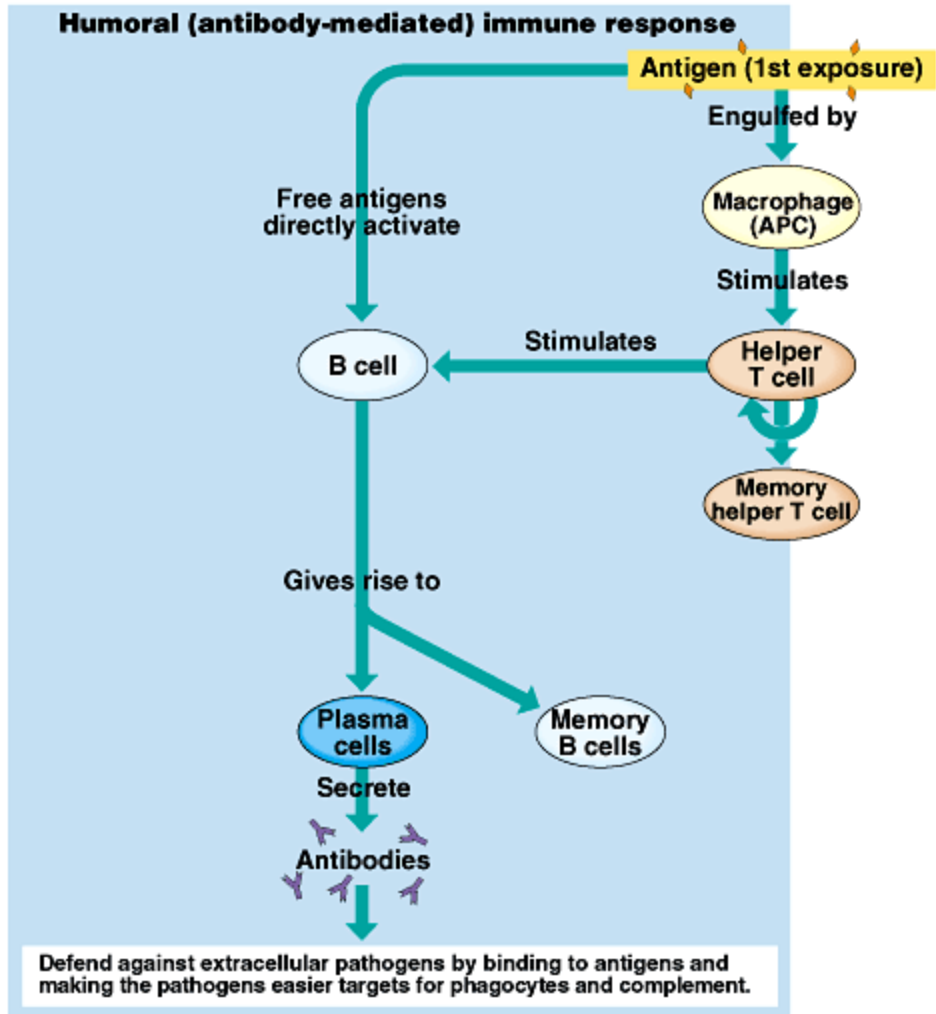 Humoral (antibody-mediated) immune response
Antigen (1st exposure)
Engulfed by
Free antigens
directly activate
Macrophage
(APC)
Stimulates
B cell
Stimulates
Helper
T cell
Memory
helper T cell
Gives rise to
Plasma
cells
Memory
B cells
Secrete
Antibodies
Defend against extracellular pathogens by binding to antigens and
making the pathogens easier targets for phagocytes and complement.